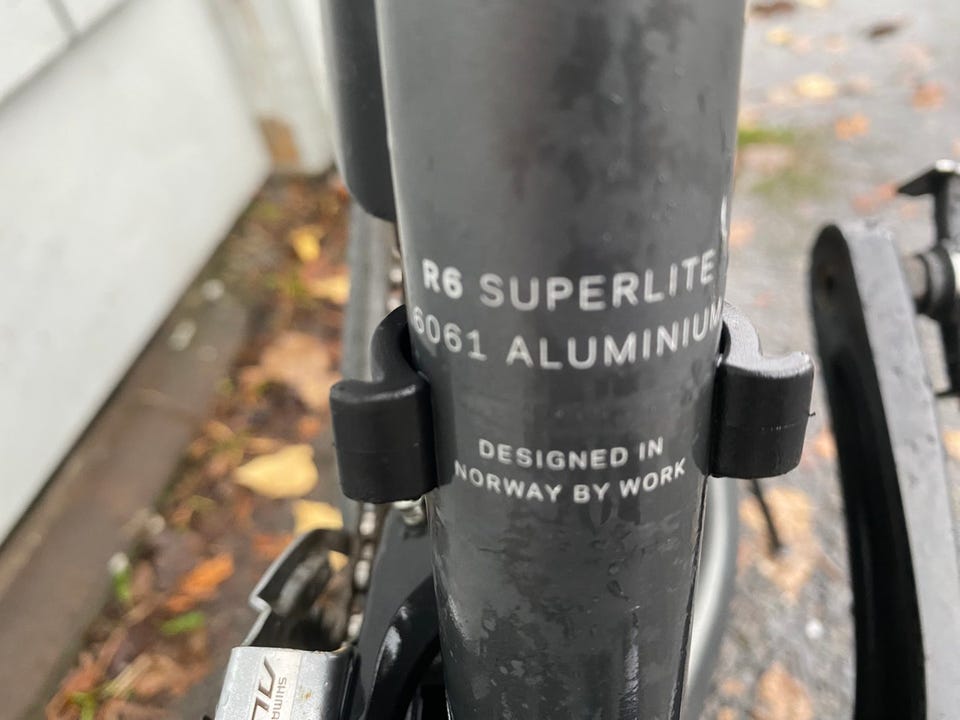 R6 SUPERLITE
6061 ALUMINIUM
DESIGNED IN
NORWAY BY WORK